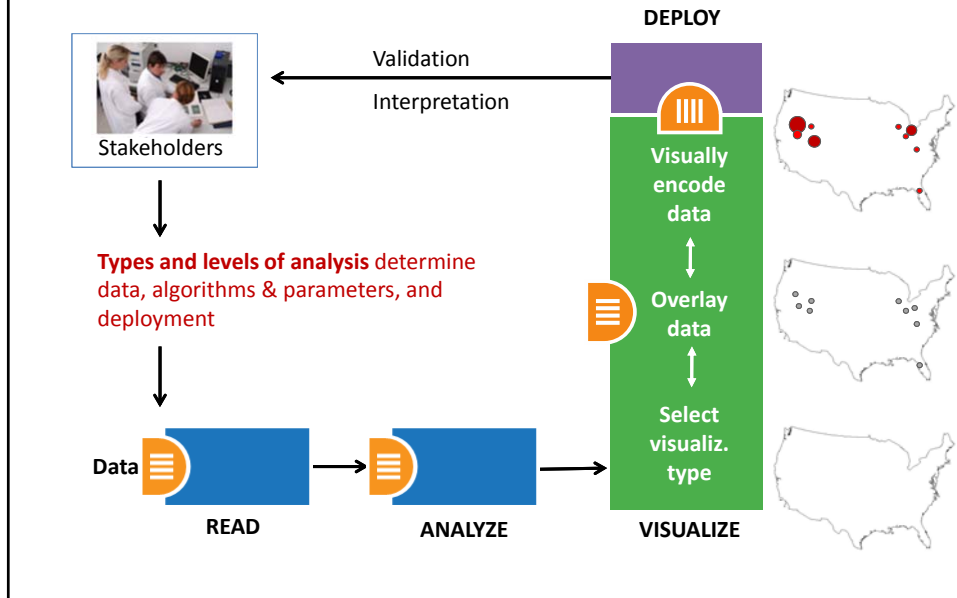 DEPLOY
Validation
Interpretation
Stakeholders
Visually
encode
data
Types and levels of analysis determine
data, algorithms & parameters, and
deployment
Overlay
data
Select
visualiz.
type
Data
READ
ANALYZE
VISUALIZE